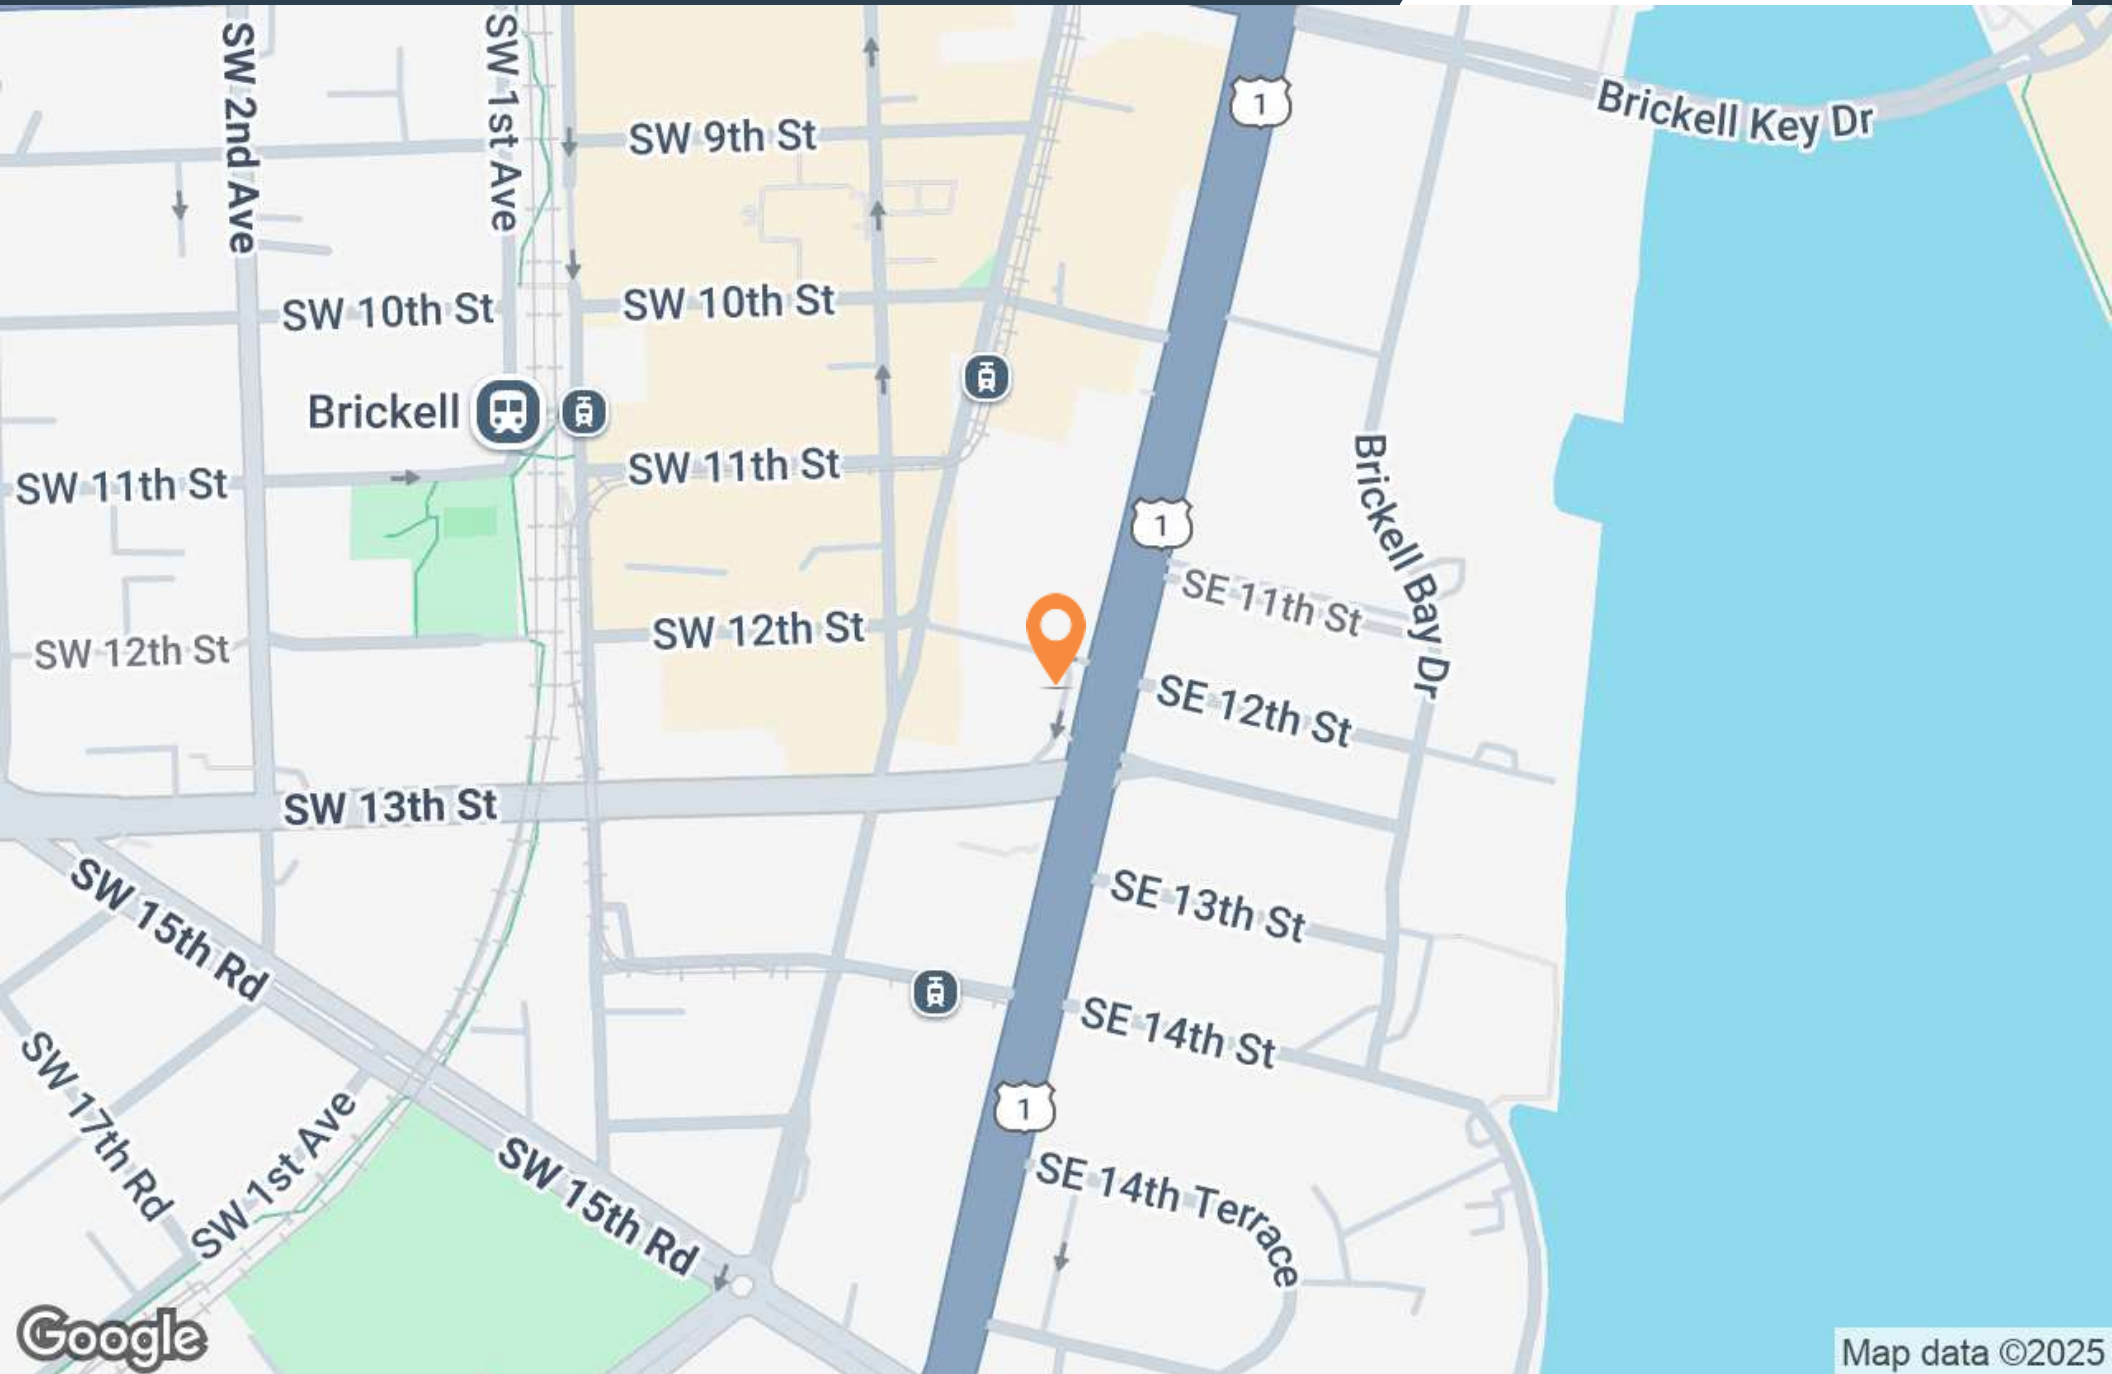 SW 2nd Ave
SW 1st Ave
1
Brickell Key Dr
SW 9th St
SW 10th St
SW 10th St
Brickell
SW 11th St
SW 11th St
Brickell Bay Dr
1
SE 11th St
SW 12th St
SW 12th St
SE 12th St
SW 13th St
SE 13th St
SW 15th Rd
SE 14th St
SW 17th Rd
SW 1st Ave
1
SW 15th Rd
SE 14th Terrace
Google
Map data ©2025